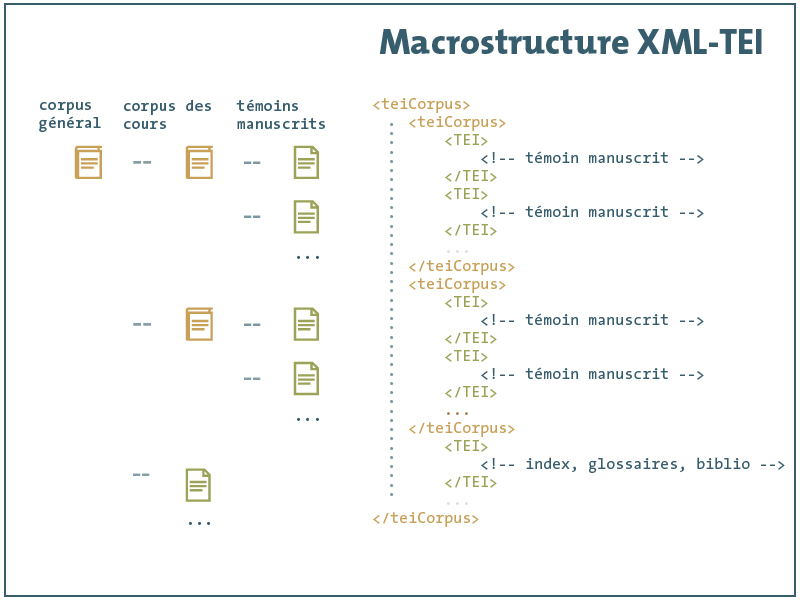 Macrostructure XML-TEI
corpus
général
corpus des
cours
témoins
manuscrits
-- --
--
...
-- --
--
...
--
...
<teiCorpus>
<teiCorpus>
<TEI>
<!-- témoin manuscrit -->
</TEI>
<TEI>
<!-- témoin manuscrit -->
</TEI>
...
</teiCorpus>
<teiCorpus>
<TEI>
<!-- témoin manuscrit -->
</TEI>
<TEI>
<!-- témoin manuscrit -->
</TEI>
...
</teiCorpus>
<TEI>
<!-- index, glossaires, biblio -->
</TEI>
...
</teiCorpus>